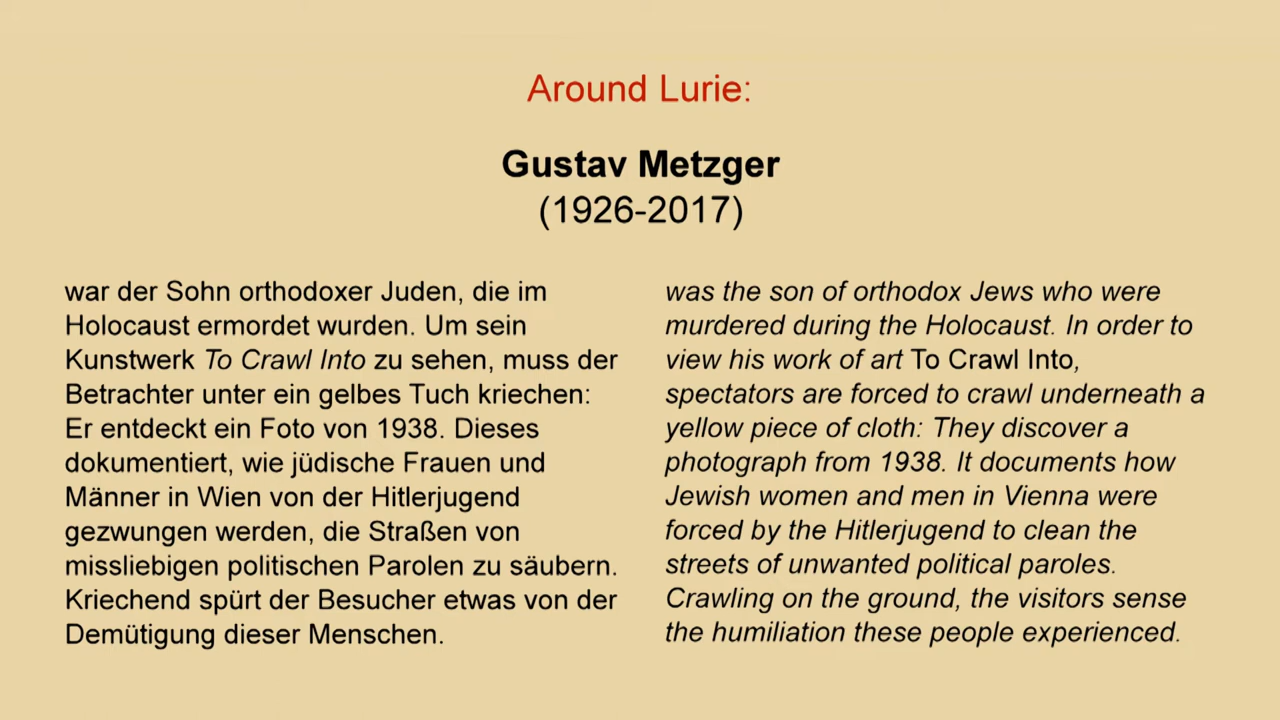 Around Lurie:
Gustav Metzger
(1926-2017)
war der Sohn orthodoxer Juden, die im
Holocaust ermordet wurden. Um sein
Kunstwerk To Crawl Into zu sehen, muss der
Betrachter unter ein gelbes Tuch kriechen:
Er entdeckt ein Foto von 1938. Dieses
dokumentiert, wie jüdische Frauen und
Männer in Wien von der Hitlerjugend
gezwungen werden, die Straßen von
missliebigen politischen Parolen zu säubern.
Kriechend spürt der Besucher etwas von der
Demütigung dieser Menschen.
was the son of orthodox Jews who were
murdered during the Holocaust. In order to
view his work of art To Crawl Into,
spectators are forced to crawl underneath a
yellow piece of cloth: They discover a
photograph from 1938. It documents how
Jewish women and men in Vienna were
forced by the Hitlerjugend to clean the
streets of unwanted political paroles.
Crawling on the ground, the visitors sense
the humiliation these people experienced.